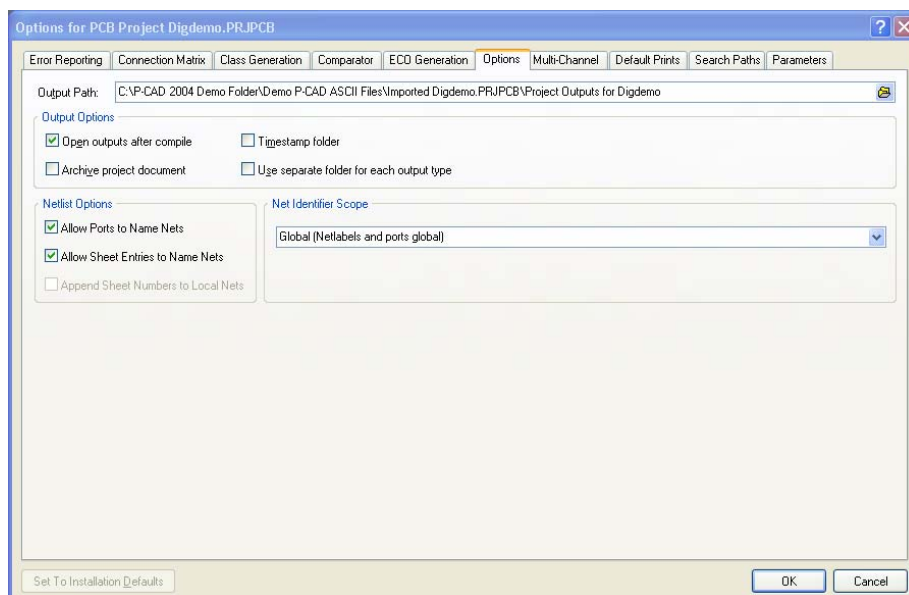 Options for PCB Project Digdemo.PRJPCB
Error Reporting Connection Matrix Class Generation Comparator ECO Generation Options Multi-Channel Default Prints Search Paths Parameters
Output Path: C:\P-CAD 2004 Demo Folder\Demo P-CAD ASCII Files\Imported Digdemo.PRJPCB\Project Outputs for Digdemo
Output Options
Open outputs after compile Timestamp folder
Archive project document Use separate folder for each output type
Netlist Options Net Identifier Scope
Allow Ports to Name Nets
Global (Netlabels and ports global)
Allow Sheet Entries to Name Nets
Append Sheet Numbers to Local Nets
Set To Installation Defaults OK Cancel